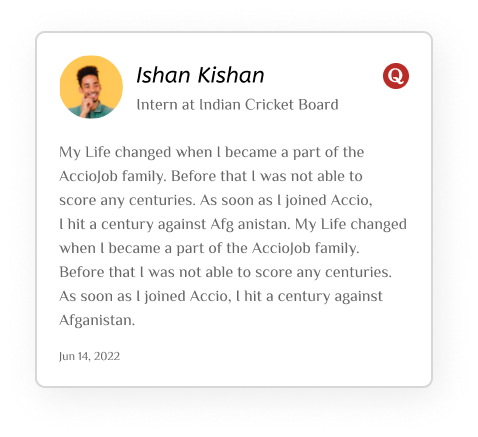 Ishan Kishan
Q
Intern at Indian Cricket Board
My Life changed when I became a part of the
AccioJob family. Before that I was not able to
score any centuries. As soon as I joined Accio,
I hit a century against Afg anistan. My Life changed
when I became a part of the AccioJob family.
Before that I was not able to score any centuries.
As soon as I joined Accio, I hit a century against
Afganistan.
Jun 14, 2022